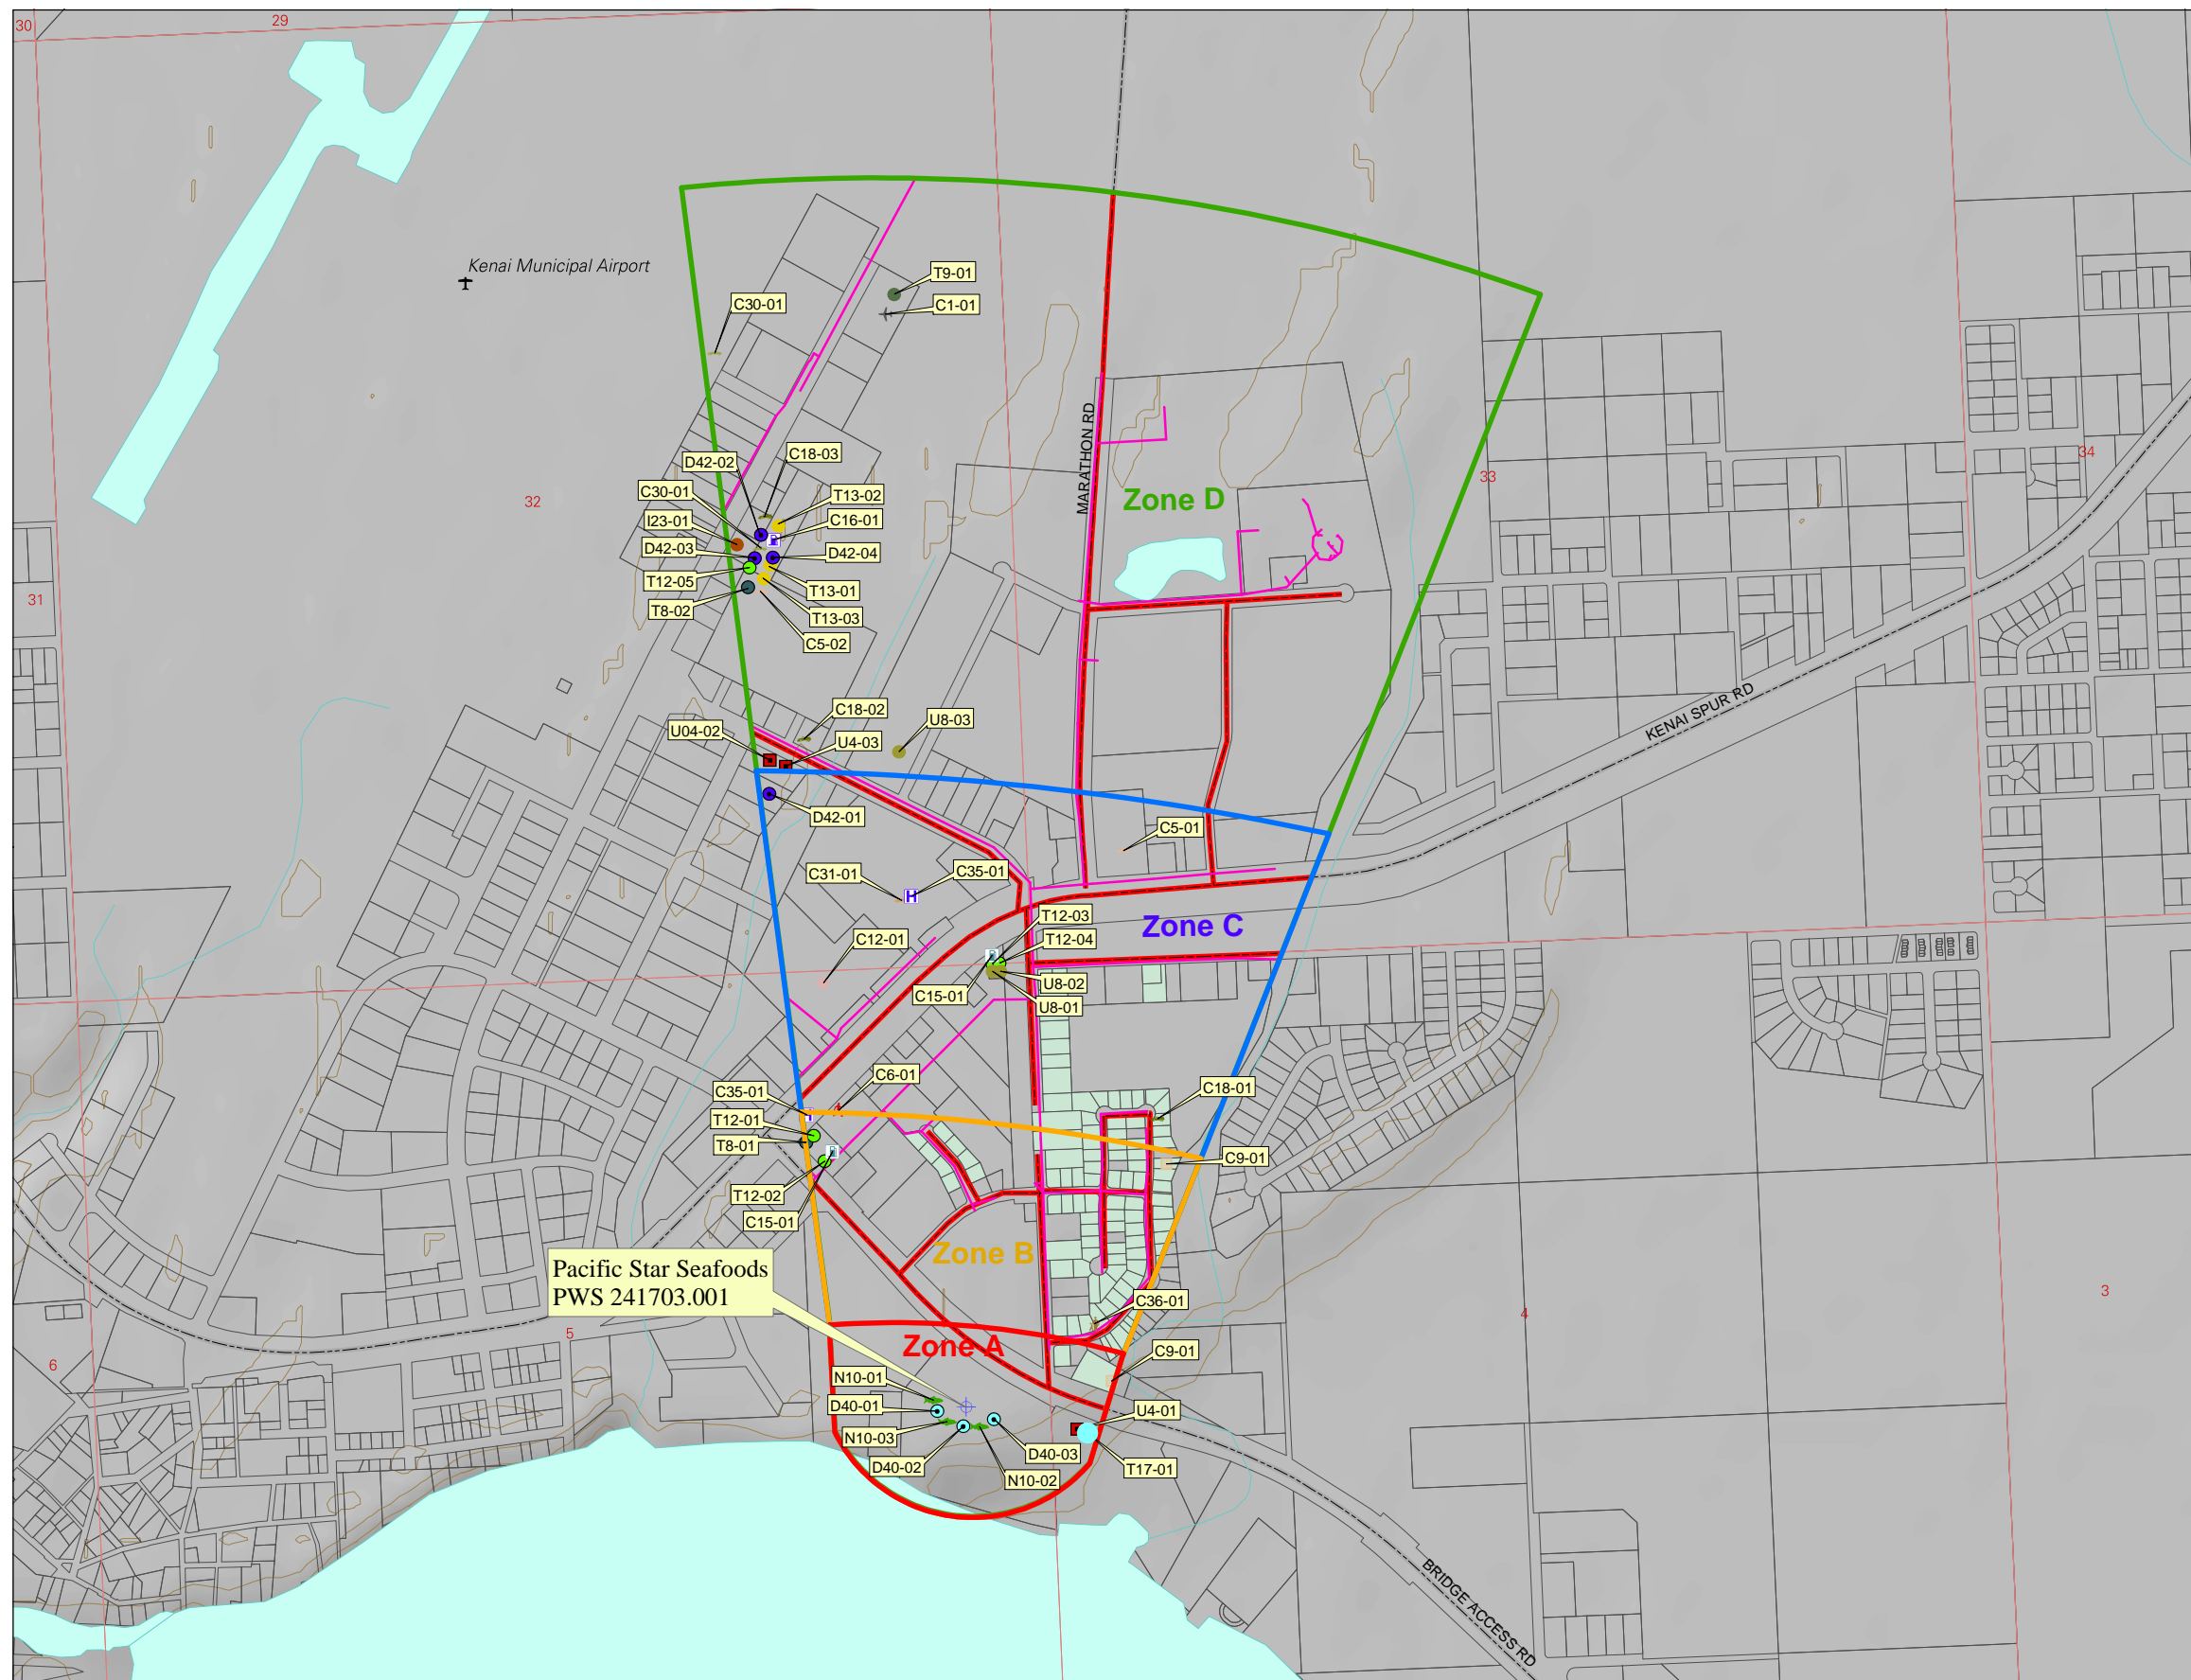 30
29
Kenai Municipal Airport
T9-01
C1-01
C30-01
MARATHON RD
34
33
32
31
Zone D
D42-02
C18-03
C30-01
T13-02
I23-01
C16-01
D42-03
D42-04
T12-05
T13-01
T8-02
T13-03
C5-02
C18-02
U8-03
U04-02
U4-03
KENAI SPUR RD
D42-01
C5-01
C31-01
C35-01
T12-03
Zone C
C12-01
T12-04
C15-01
U8-02
U8-01
C6-01
C35-01
C18-01
T12-01
T8-01
C9-01
T12-02
C15-01
Zone B
Pacific Star Seafoods
PWS 241703.001
C36-01
3
4
5
6
Zone A
C9-01
N10-01
D40-01
U4-01
N10-03
D40-03
D40-02
T17-01
N10-02
BRIDGE ACCESS RD